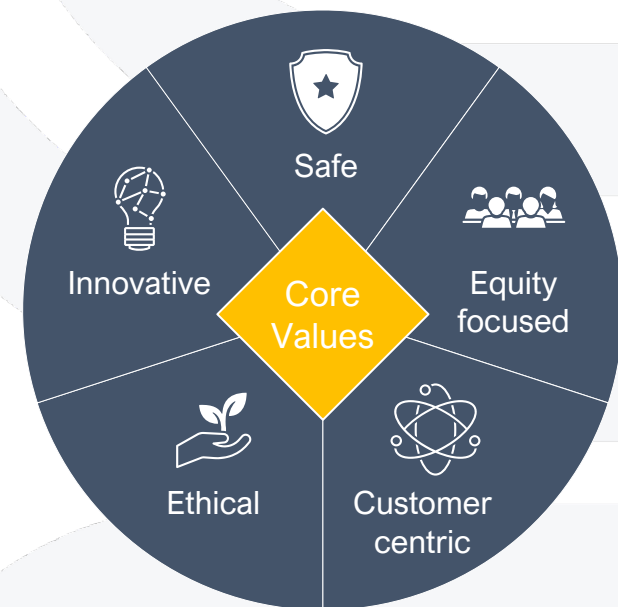 Safe
Innovative
Core
Values
Equity
focused
Ethical
Customer
centric